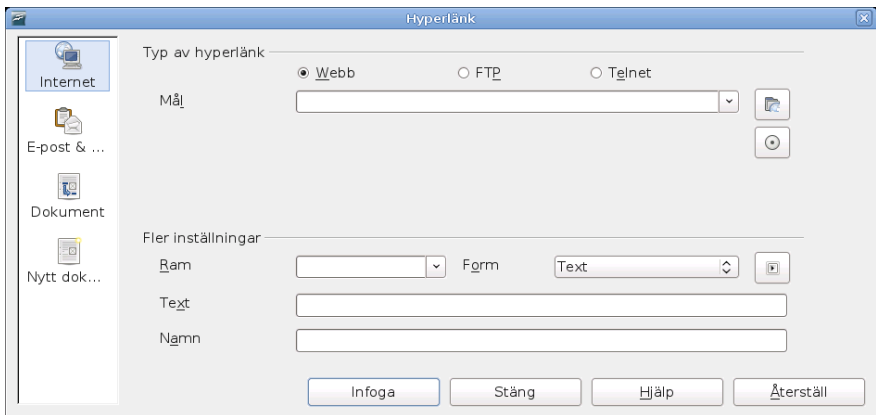 Hyperlänk
Internet
E-post & ...
Dokument
Nytt dok...
Typ av hyperlänk
Webb FTP Telnet
Mål
Fler inställningar
Ram Form Text
Text
Namn
Infoga Stäng Hjälp Återställ